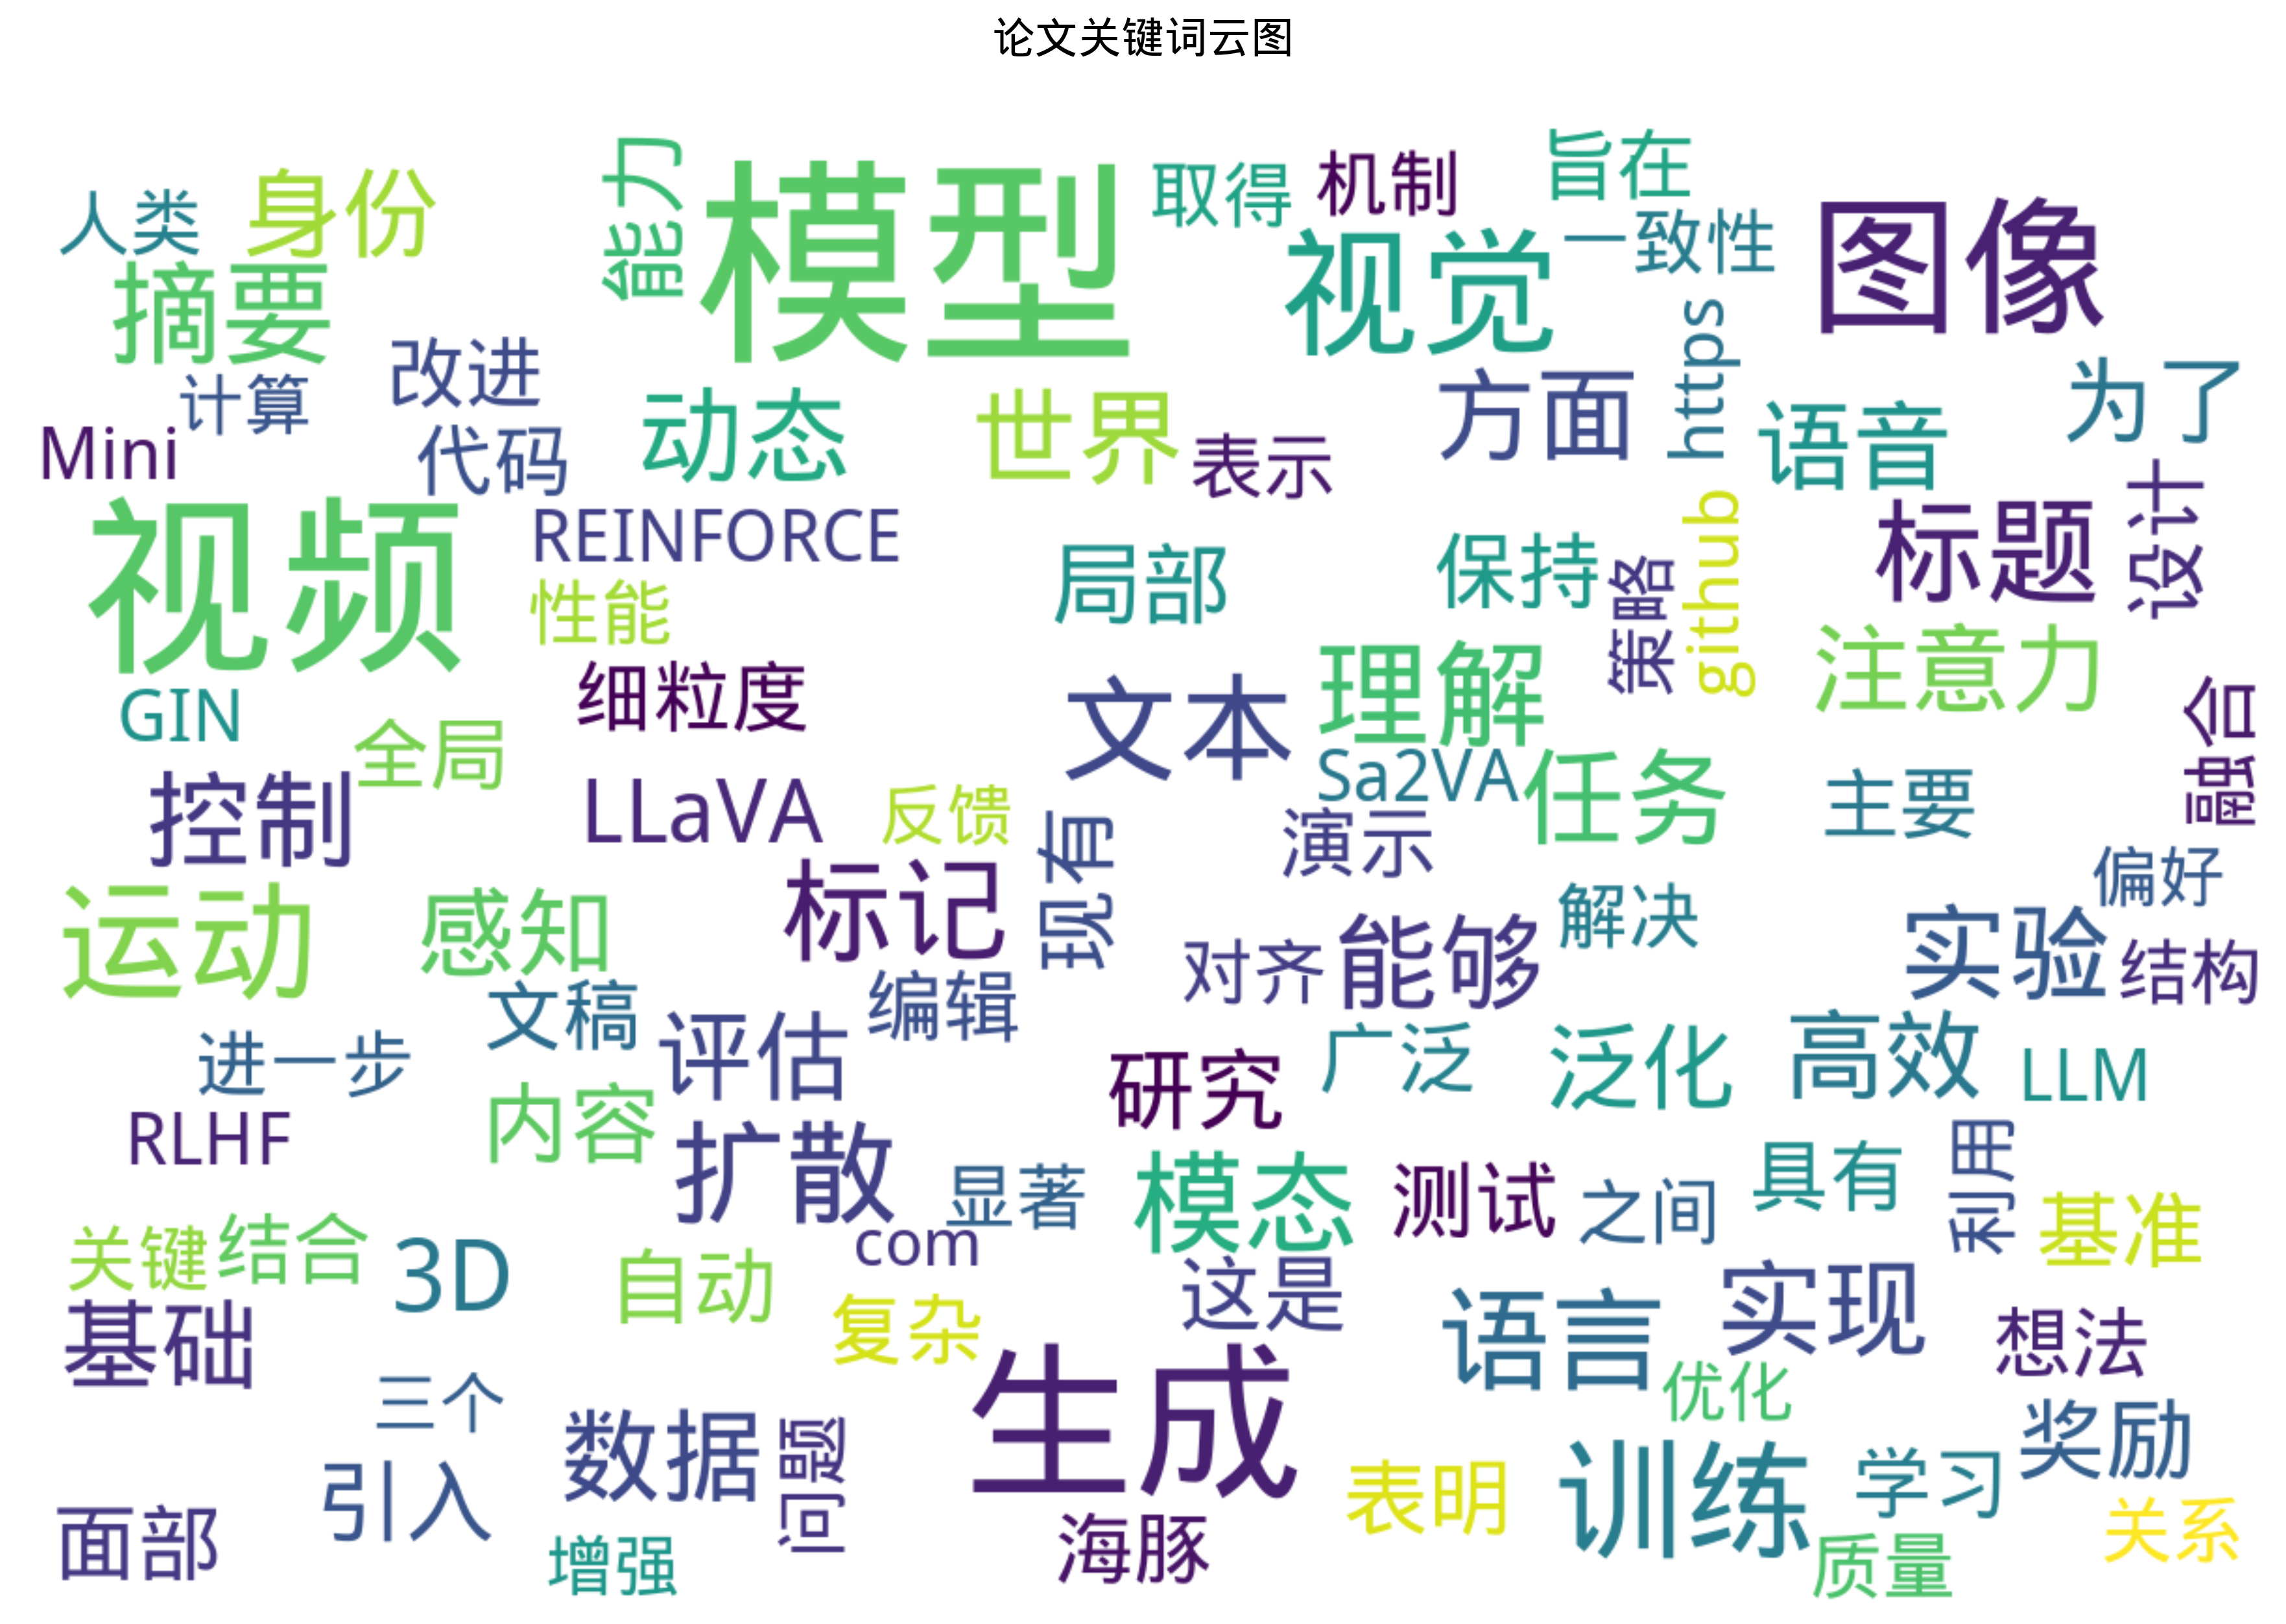 论文关键词云图
人类
身份
能力
模型
取得
机制
旨在
一致性
图像
视觉
摘要
改进
计算
代码
Mini
动态
世界
表示
方面
https
语音
为了
设计
视频
REINFORCE
性能
局部
保持
策略
github
标题
注意力
细粒度
文本
理解
GIN
全局
Sa2VA
任务
主要
融合
控制
LLaVA
反馈
现有
演示
偏好
标记
运动
感知
对齐
能够
解决
实验
结构
文稿
编辑
进一步
评估
研究
广泛
泛化
高效
LLM
RLHF
内容
扩散
显著
模态
测试
之间
具有
利用
基准
关键
结合
3D
自动
com
这是
复杂
基础
生成
语言
实现
想法
优化
三个
数据
问题
引入
训练
学习
奖励
表明
面部
增强
海豚
质量
关系